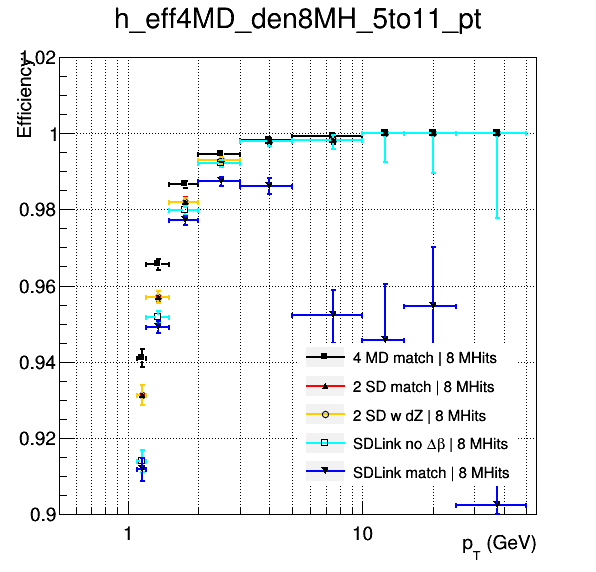 h_eff4MD_den8MH_5to11_pt
Efficiency
1.02
1
0.98
0.96
0.94
0.92
0.9
4 MD match | 8 MHits
2 SD match | 8 MHits
2 SD w dZ | 8 MHits
SDLink no Δβ | 8 MHits
SDLink match | 8 MHits
1
10
p_T (GeV)